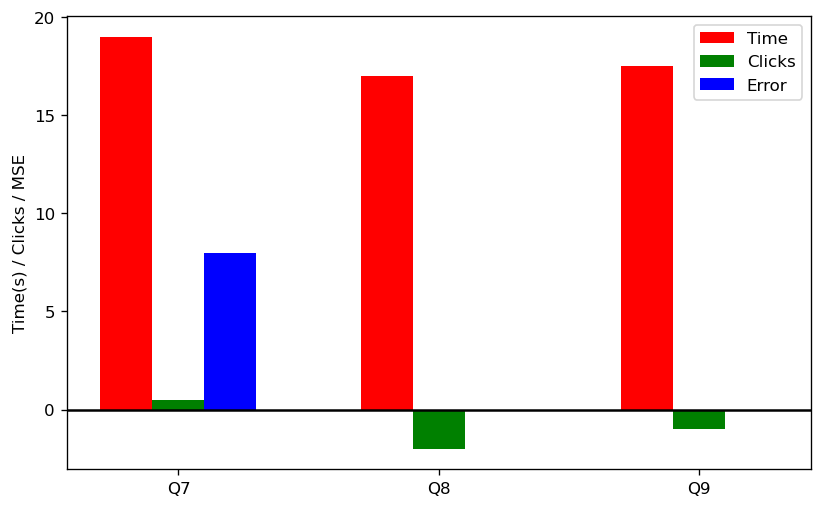 20
15
10
5
0
Time(s) / Clicks / MSE
Time
Clicks
Error
Q7
Q8
Q9